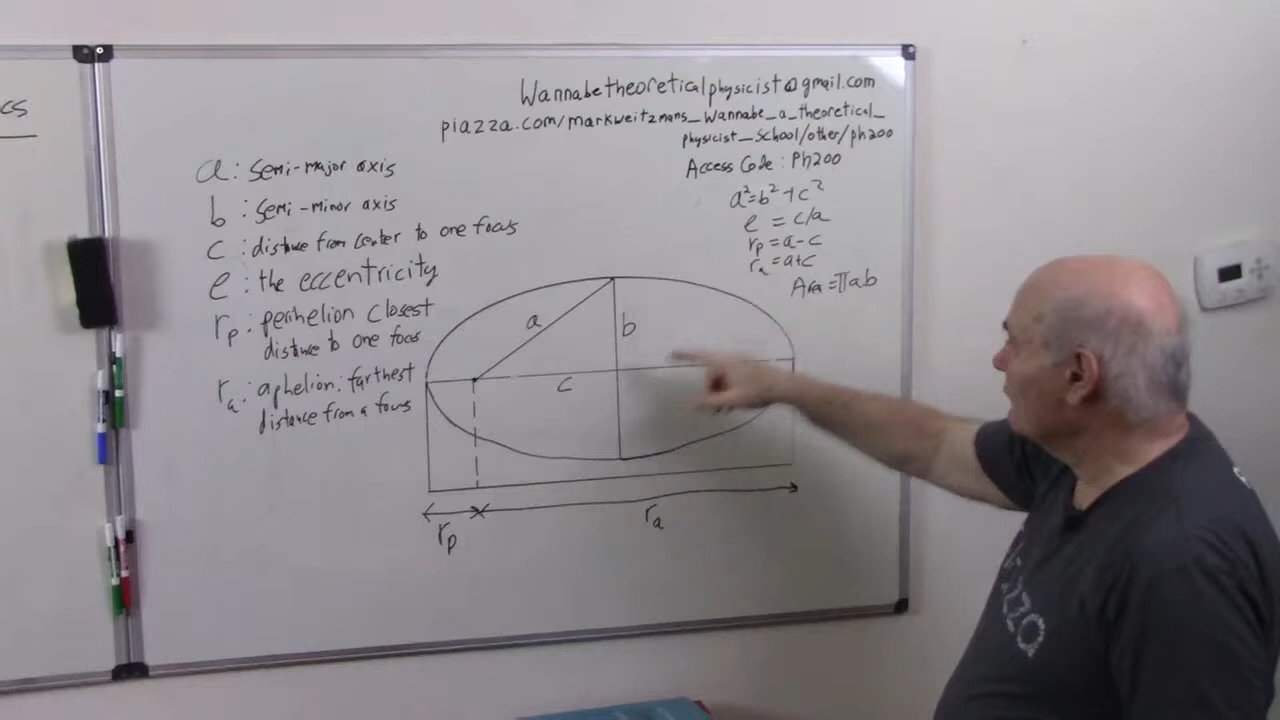 cs
Wannabetheoreticalphysicist@gmail.com
piazza.com/markweitzmans_wannabe_a_theoretical_
physicist_school/other/ph200
Access Code: Ph200
a: semi-major axis
b: semi-minor axis
c: distance from center to one focus
e: the eccentricity
rp: perihelion closest
distance to one focus
ra: aphelion: farthest
distance from a focus
a²=b²+c²
e = c/a
rp = a-c
ra = a+c
Area = πab
a
b
c
rp
ra